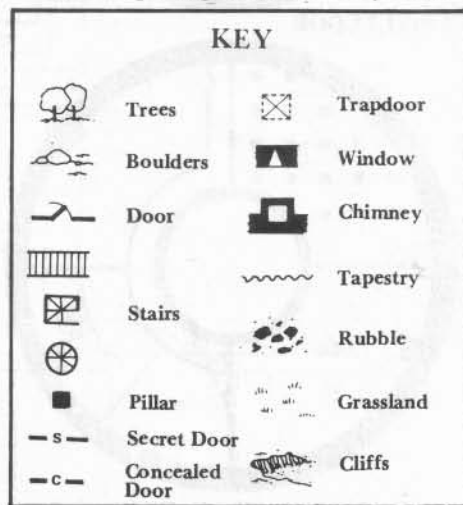 KEY
Trees
Boulders
Door
Stairs
Pillar
S
Secret Door
C
Concealed
Door
Trapdoor
Window
Chimney
Tapestry
Rubble
Grassland
Cliffs